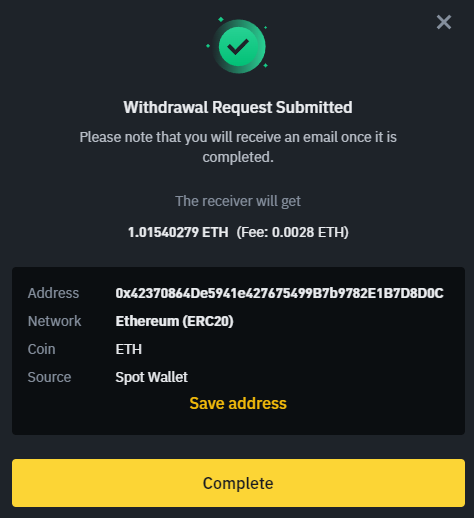 Withdrawal Request Submitted
Please note that you will receive an email once it is
completed.
The receiver will get
1.01540279 ETH (Fee: 0.0028 ETH)
Address 0x42370864De5941e427675499B7b9782E1B7D8D0C
Network Ethereum (ERC20)
Coin ETH
Source Spot Wallet
Save address
Complete